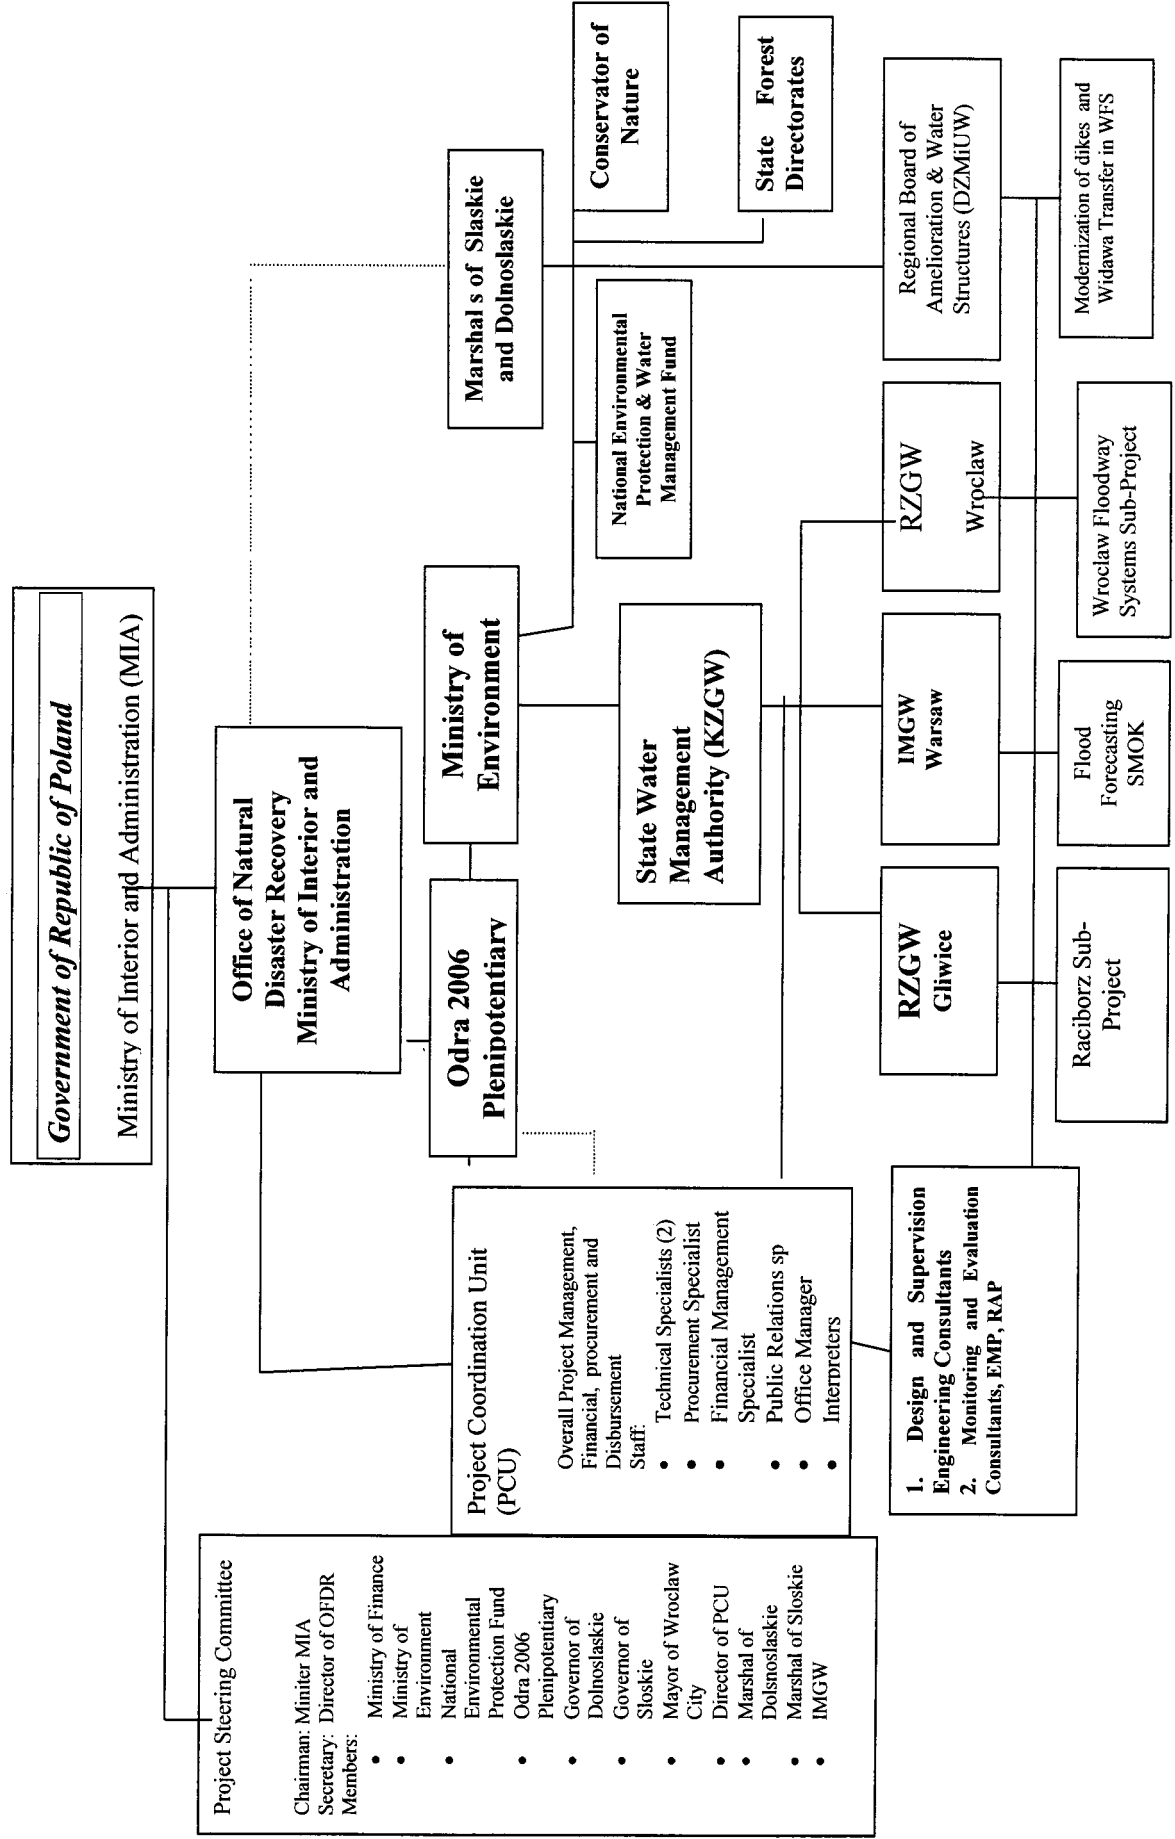 Government of Republic of Poland
Ministry of Interior and Administration (MIA)
Office of Natural
Disaster Recovery
Ministry of Interior and
Administration
Project Steering Committee
Chairman: Miniter MIA
Secretary: Director of OFDR
Members:
• Ministry of Finance
• Ministry of
Environment
• National
Environmental
Protection Fund
• Odra 2006
Plenipotentiary
• Governor of
Dolnoslaskie
• Governor of
Sloskie
• Mayor of Wroclaw
City
• Director of PCU
• Marshal of
Dolsnoslaskie
• Marshal of Sloskie
• IMGW
Project Coordination Unit
(PCU)
Overall Project Management,
Financial, procurement and
Disbursement
Staff:
• Technical Specialists (2)
• Procurement Specialist
• Financial Management
Specialist
• Public Relations sp
• Office Manager
• Interpreters
Odra 2006
Plenipotentiary
Ministry of
Environment
Marshal s of Slaskie
and Dolnoslaskie
Conservator of
Nature
National Environmental
Protection & Water
Management Fund
State Forest
Directorates
State Water
Management
Authority (KZGW)
1. Design and Supervision
Engineering Consultants
2. Monitoring and Evaluation
Consultants, EMP, RAP
RZGW
Gliwice
IMGW
Warsaw
RZGW
Wroclaw
Regional Board of
Amelioration & Water
Structures (DZMiUW)
Raciborz Sub-
Project
Flood
Forecasting
SMOK
Wroclaw Floodway
Systems Sub-Project
Modernization of dikes and
Widawa Transfer in WFS